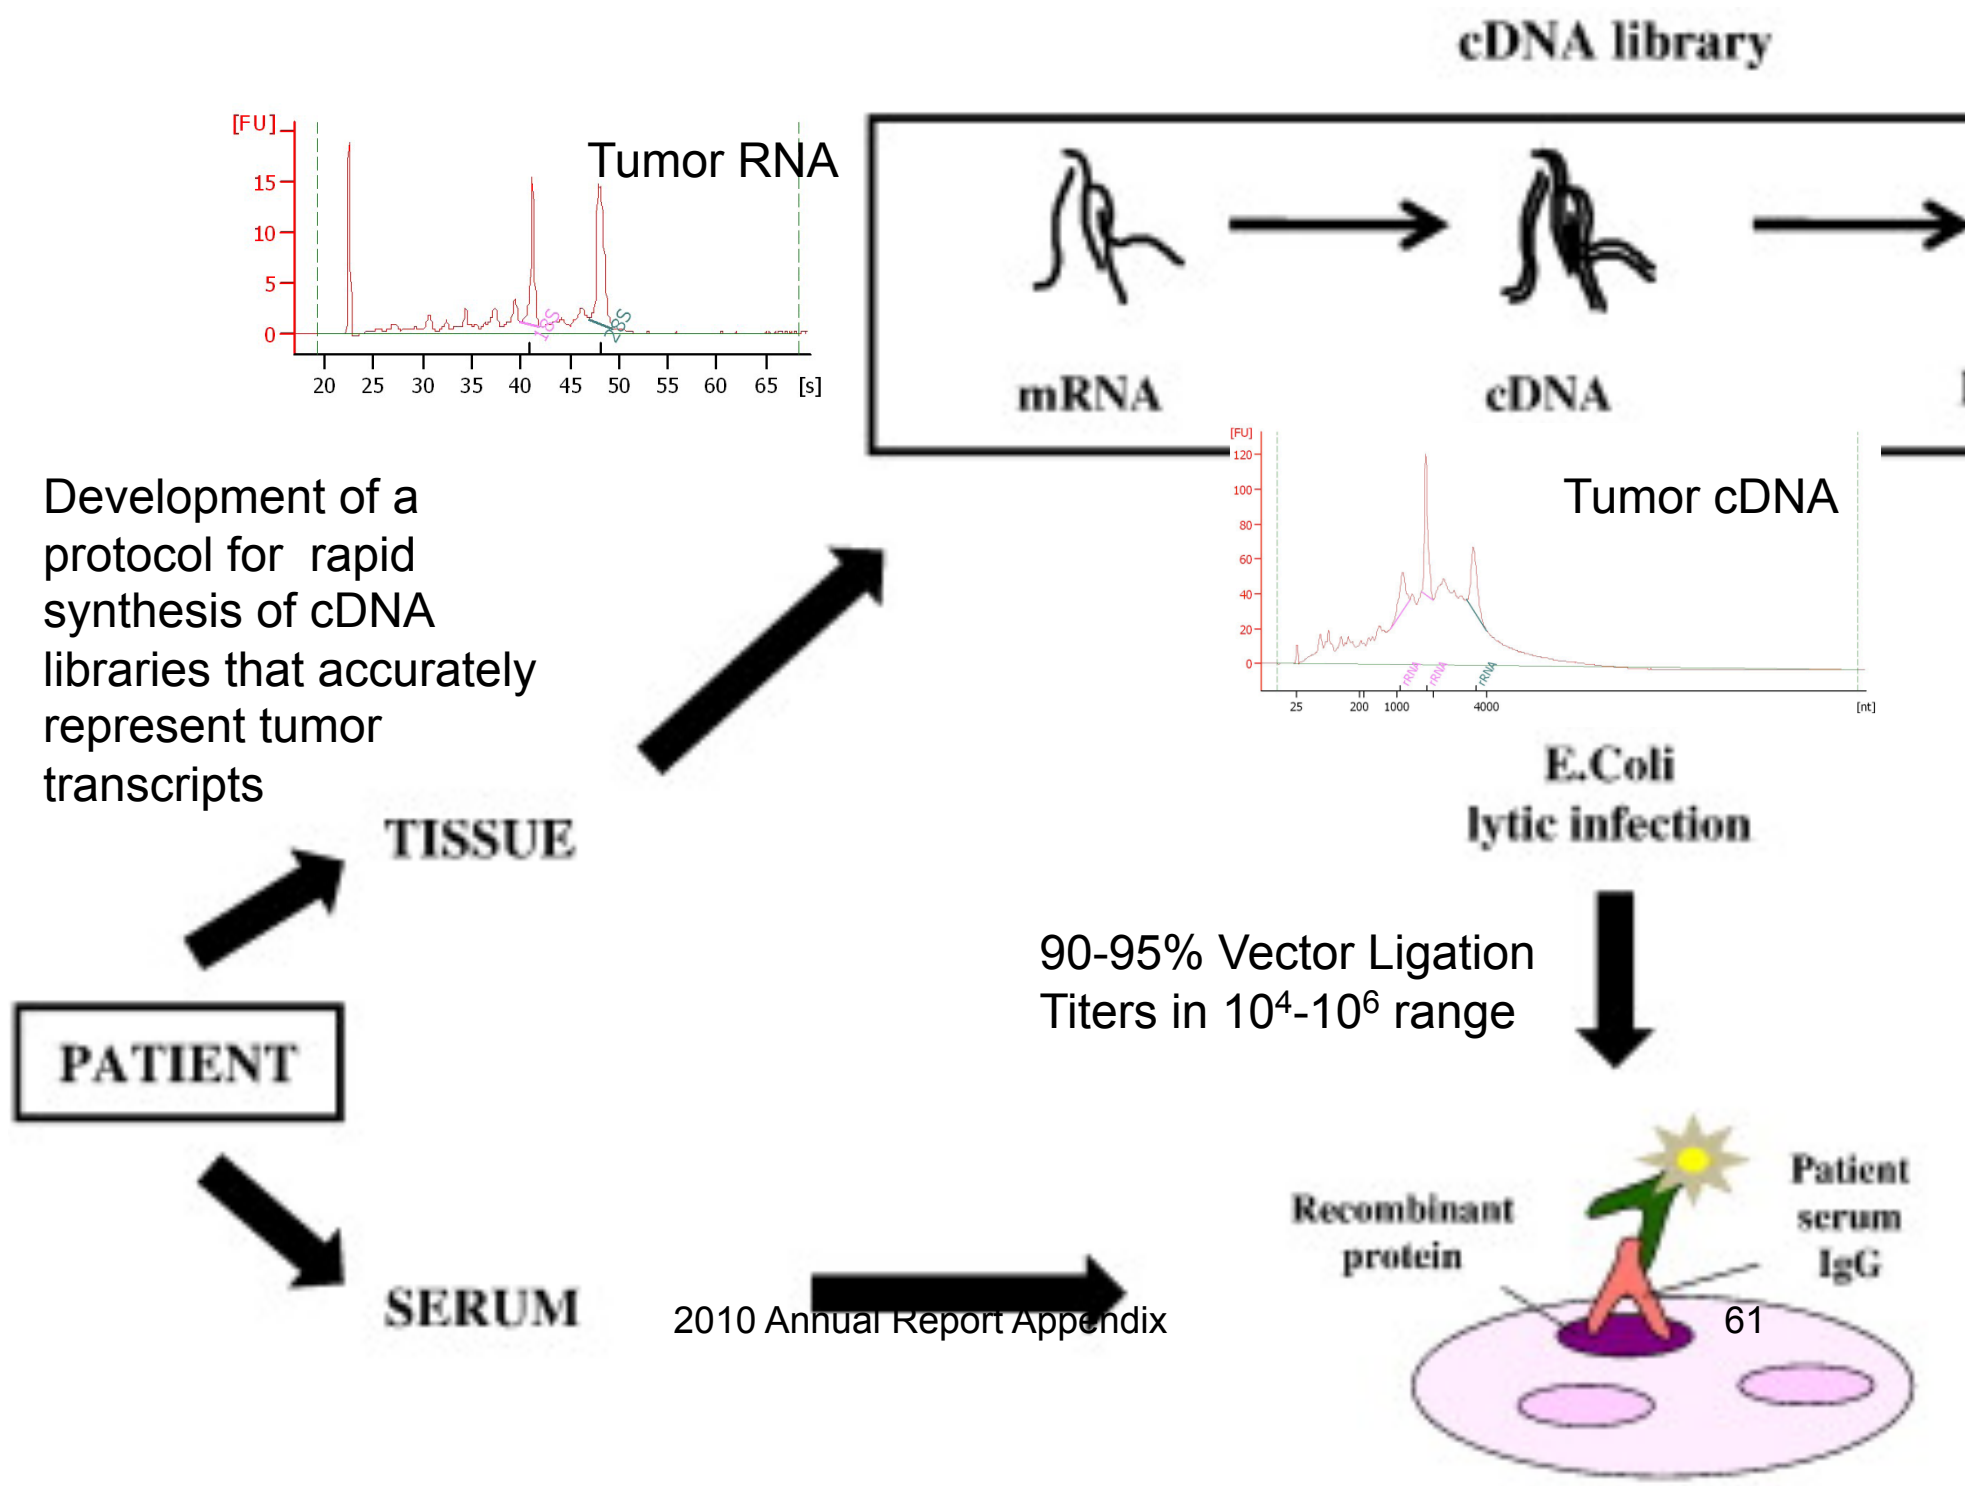 cDNA library
[FU]
Tumor RNA
15
10
5
0
18S
28S
20 25 30 35 40 45 50 55 60 65 [s]
mRNA
cDNA
[FU]
120
100
80
60
40
20
0
Tumor cDNA
rRNA
rRNA
rRNA
25 200 1000 4000 [nt]
Development of a
protocol for rapid
synthesis of cDNA
libraries that accurately
represent tumor
transcripts
E.Coli
lytic infection
TISSUE
90-95% Vector Ligation
Titers in 10⁴-10⁶ range
PATIENT
Recombinant
protein
Patient
serum
IgG
SERUM
2010 Annual Report Appendix
61